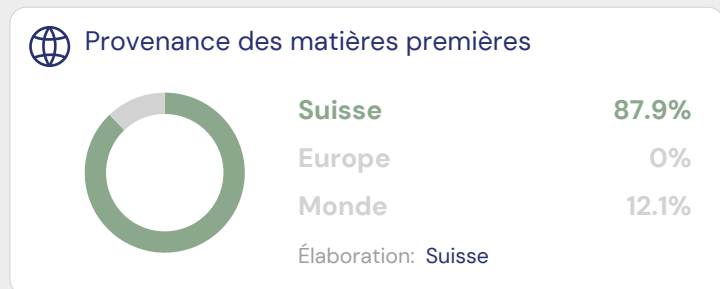 Provenance des matières premières
Suisse 87.9%
Europe 0%
Monde 12.1%
Élaboration: Suisse